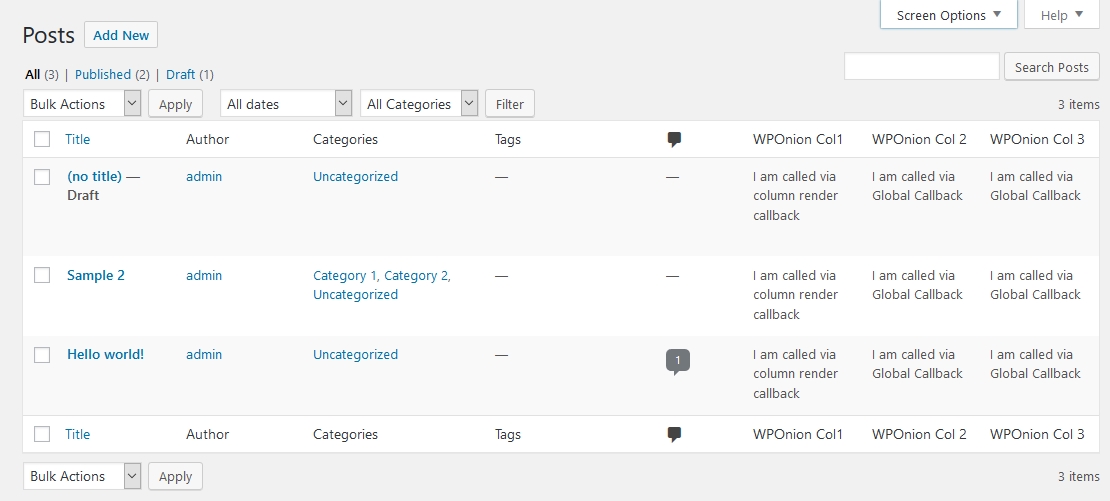 Screen Options Help
Posts Add New
All (3) | Published (2) | Draft (1)
Search Posts
Bulk Actions Apply All dates All Categories Filter 3 items
Title Author Categories Tags WPOnion Col1 WPOnion Col 2 WPOnion Col 3
(no title) — admin Uncategorized — — I am called via I am called via I am called via
Draft column render Global Callback Global Callback
callback
Sample 2 admin Category 1, Category 2, — — I am called via I am called via I am called via
Uncategorized column render Global Callback Global Callback
callback
Hello world! admin Uncategorized — 1 I am called via I am called via I am called via
column render Global Callback Global Callback
callback
Title Author Categories Tags WPOnion Col1 WPOnion Col 2 WPOnion Col 3
Bulk Actions Apply 3 items